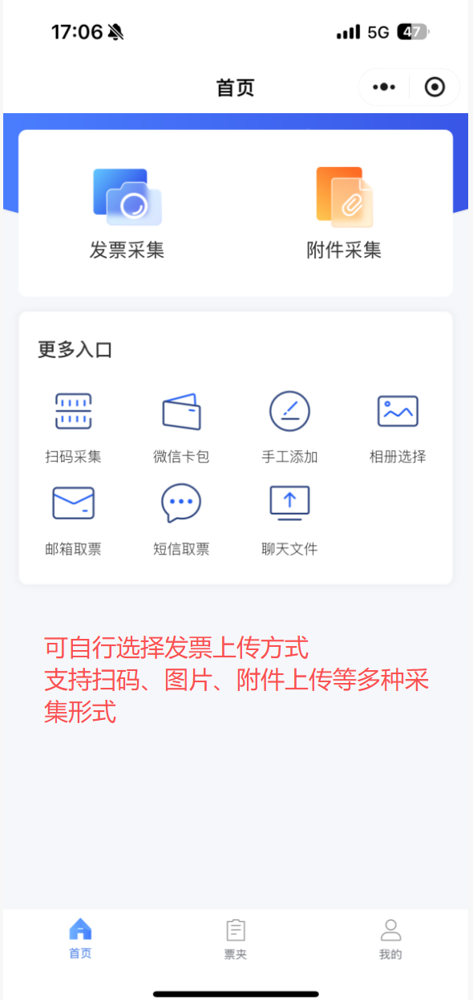 17:06 5G 47
首页
发票采集 附件采集
更多入口
扫码采集 微信卡包 手工添加 相册选择
邮箱取票 短信取票 聊天文件
可自行选择发票上传方式
支持扫码、图片、附件上传等多种采
集形式
首页 票夹 我的